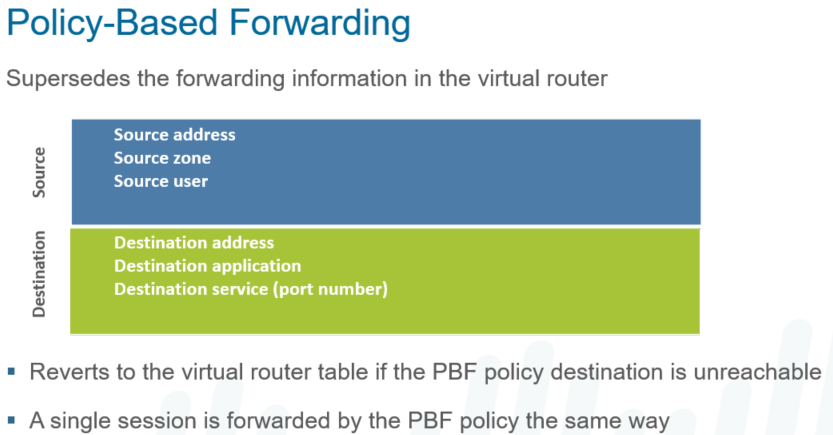 Policy-Based Forwarding
Supersedes the forwarding information in the virtual router
Source
Source address
Source zone
Source user
Destination
Destination address
Destination application
Destination service (port number)
▪ Reverts to the virtual router table if the PBF policy destination is unreachable
▪ A single session is forwarded by the PBF policy the same way